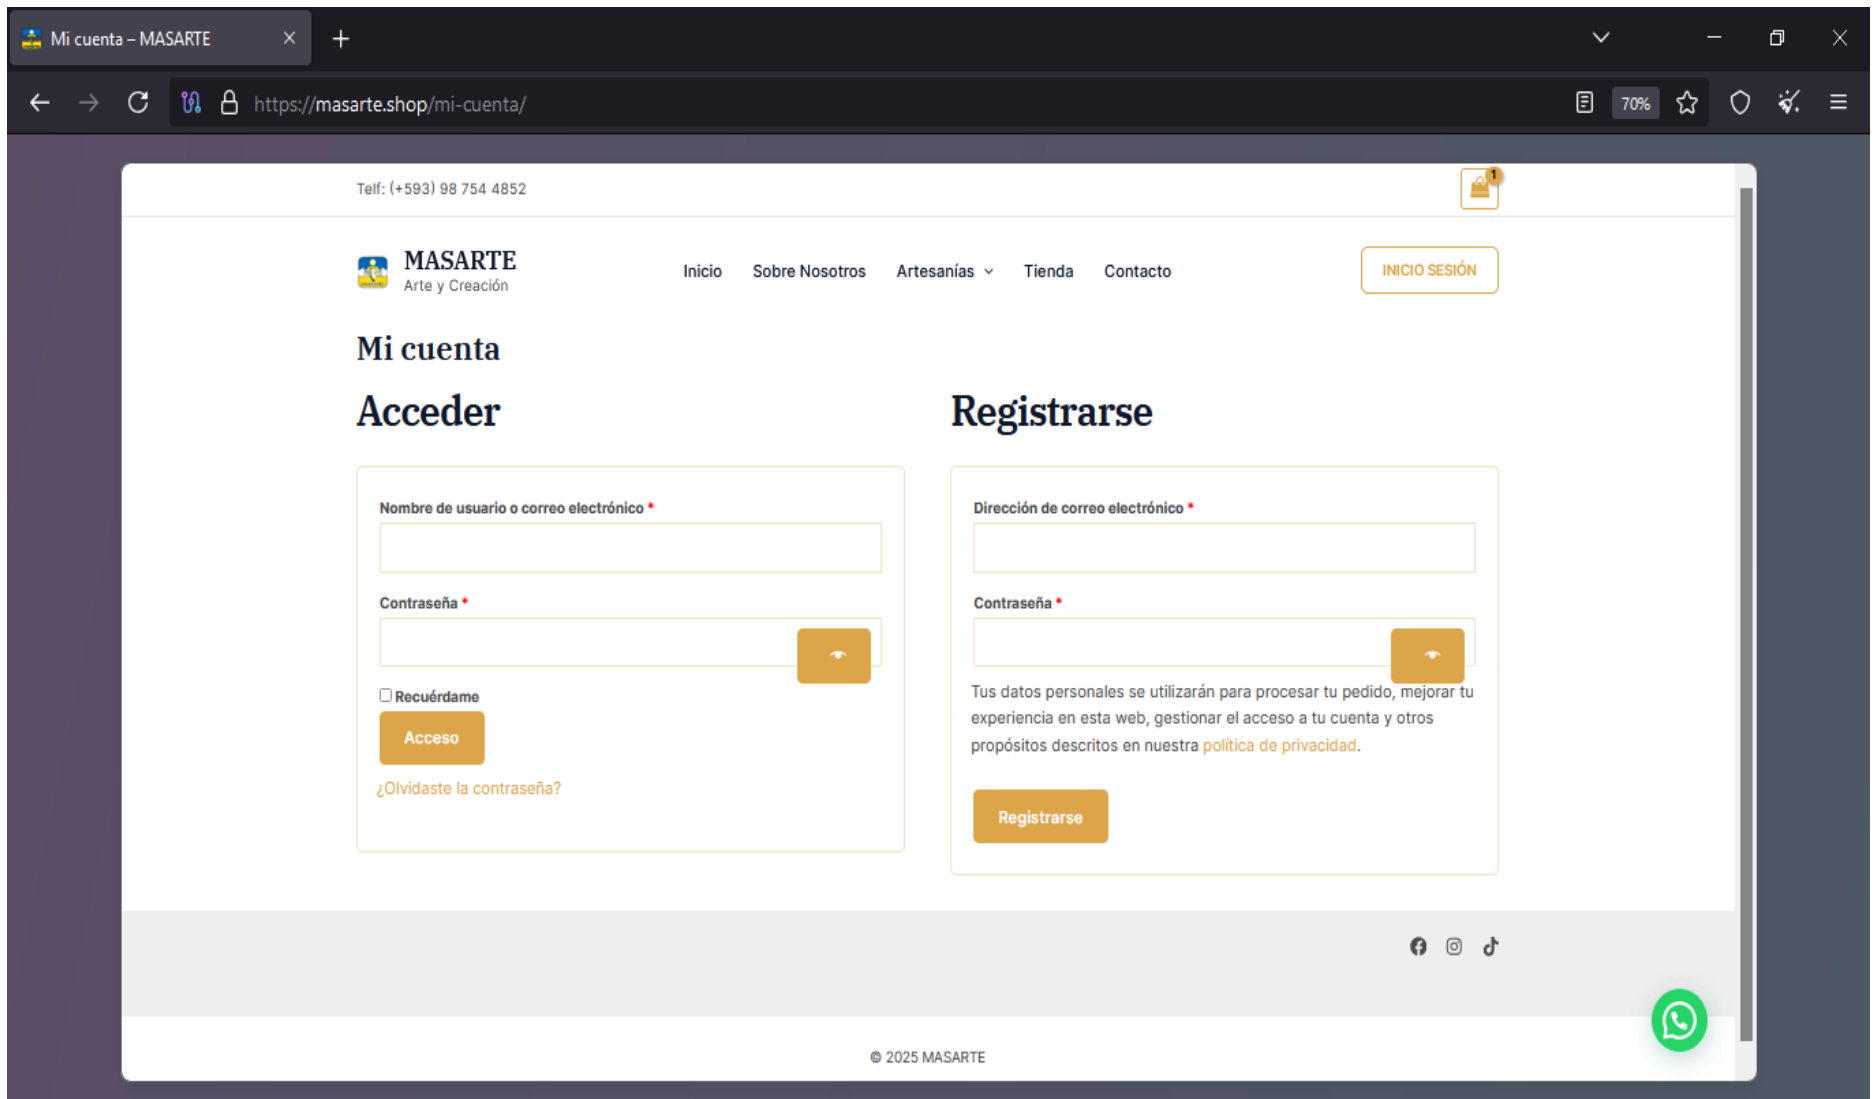 Mi cuenta – MASARTE
https://masarte.shop/mi-cuenta/
70%
Telf: (+593) 98 754 4852
1
MASARTE
Arte y Creación
Inicio
Sobre Nosotros
Artesanías
Tienda
Contacto
INICIO SESIÓN
Mi cuenta
Acceder
Nombre de usuario o correo electrónico *
Contraseña *
Recuérdame
Acceso
¿Olvidaste la contraseña?
Registrarse
Dirección de correo electrónico *
Contraseña *
Tus datos personales se utilizarán para procesar tu pedido, mejorar tu
experiencia en esta web, gestionar el acceso a tu cuenta y otros
propósitos descritos en nuestra política de privacidad.
Registrarse
© 2025 MASARTE